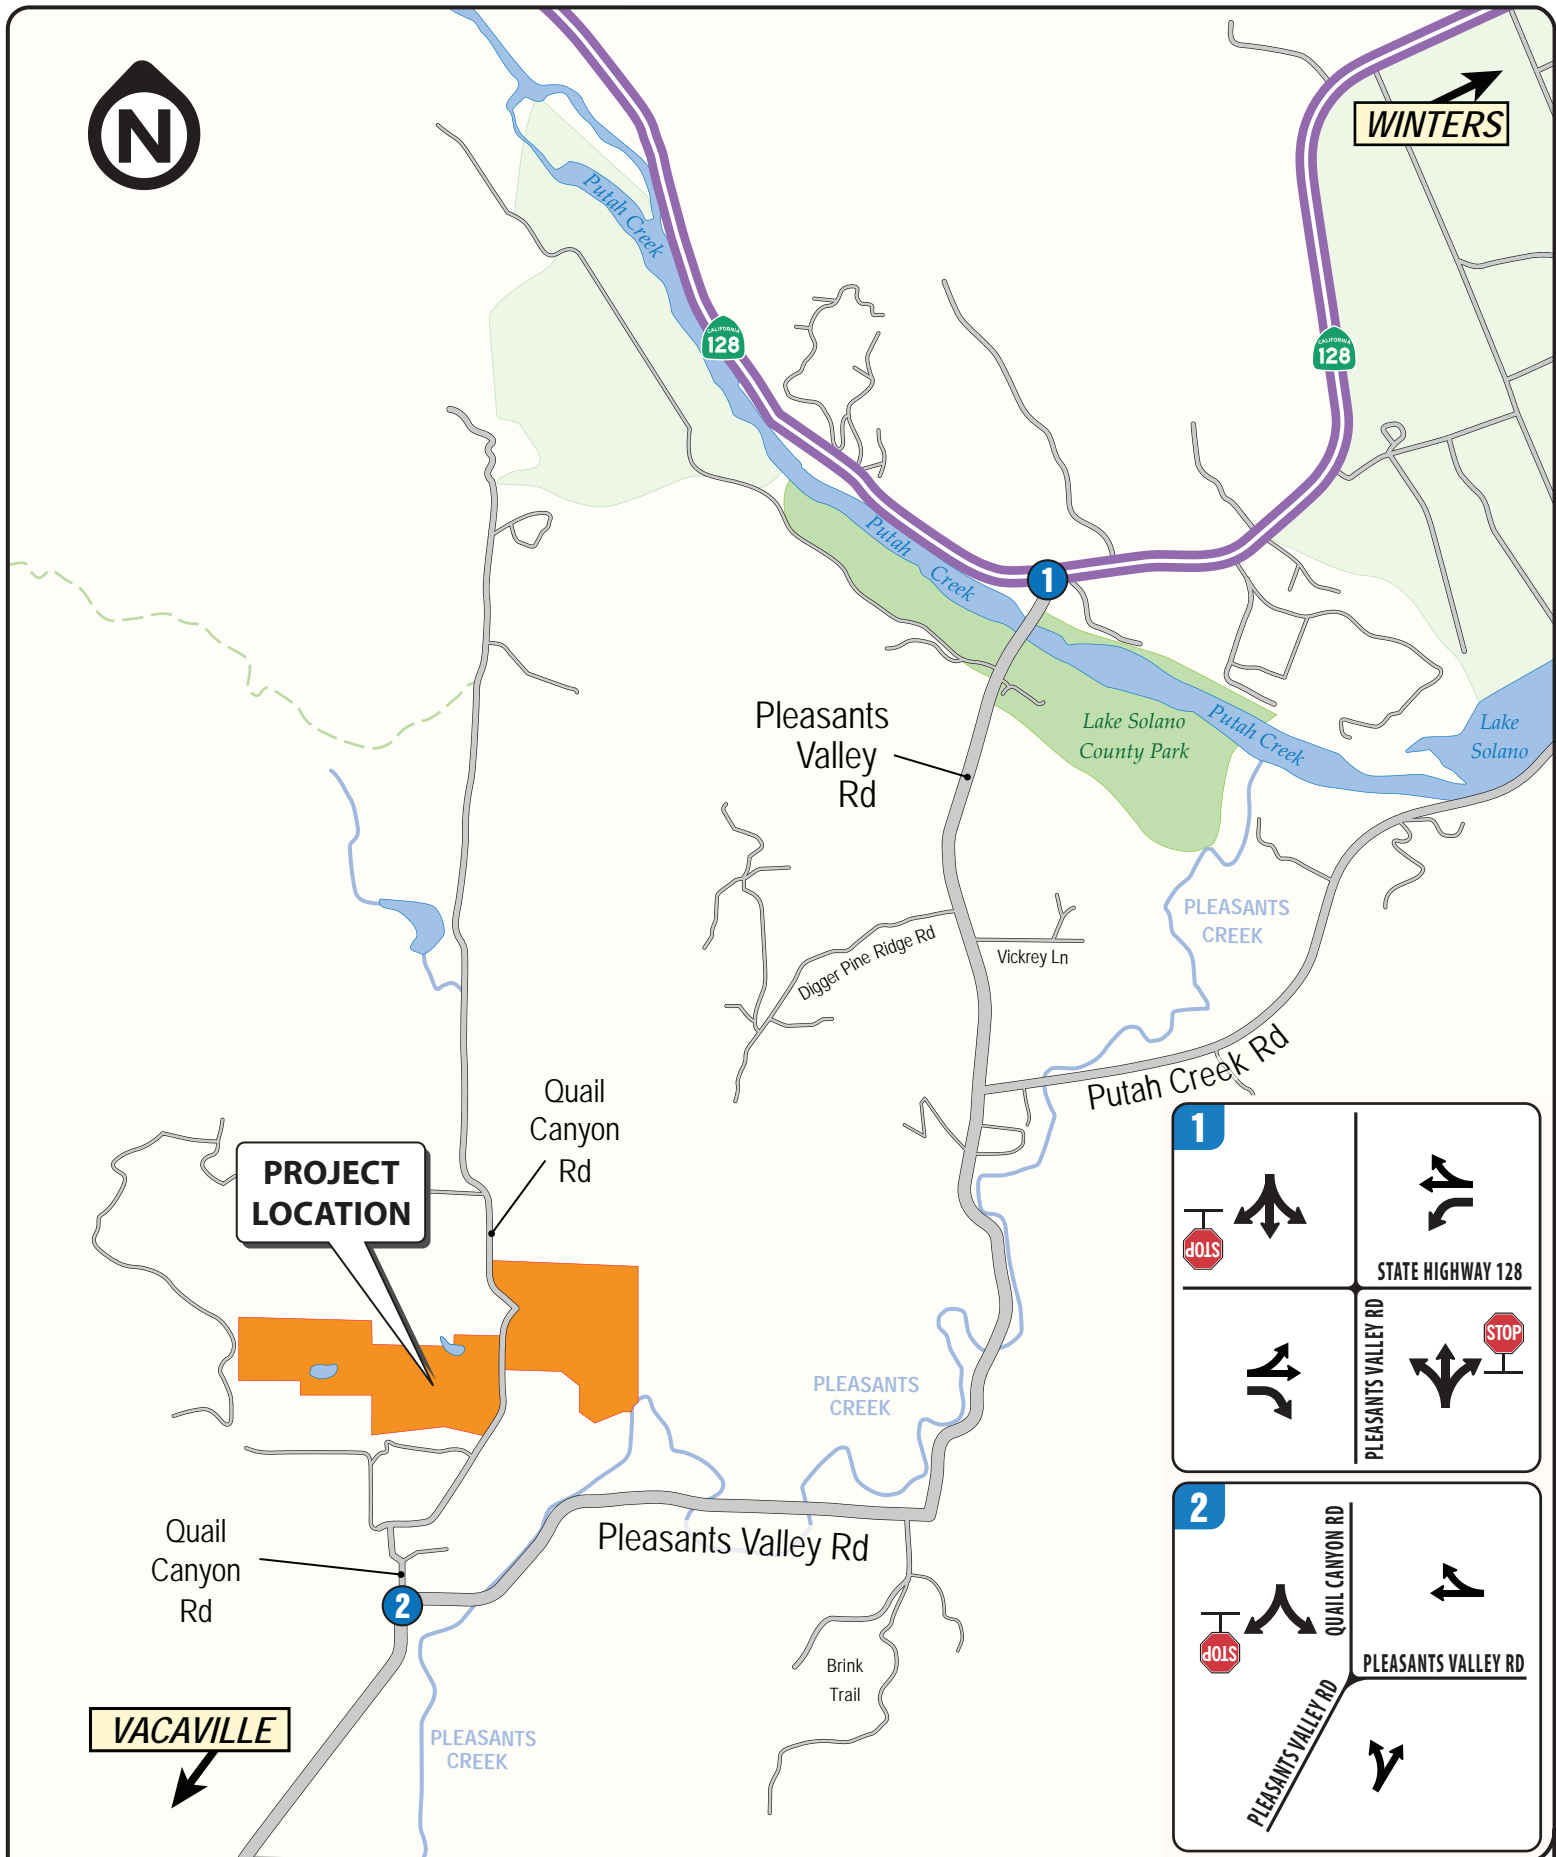 N
WINTERS
Putah Creek
CALIFORNIA
128
CALIFORNIA
128
Putah
Creek
1
Pleasants
Valley
Rd
Lake Solano
County Park
Putah Creek
Lake
Solano
PLEASANTS
CREEK
Digger Pine Ridge Rd
Vickrey Ln
Putah Creek Rd
Quail
Canyon
Rd
PROJECT
LOCATION
PLEASANTS
CREEK
Pleasants Valley Rd
Quail
Canyon
Rd
2
Brink
Trail
VACAVILLE
PLEASANTS
CREEK
1
STOP
STATE HIGHWAY 128
PLEASANTS VALLEY RD
STOP
2
QUAIL CANYON RD
STOP
PLEASANTS VALLEY RD
PLEASANTS VALLEY RD